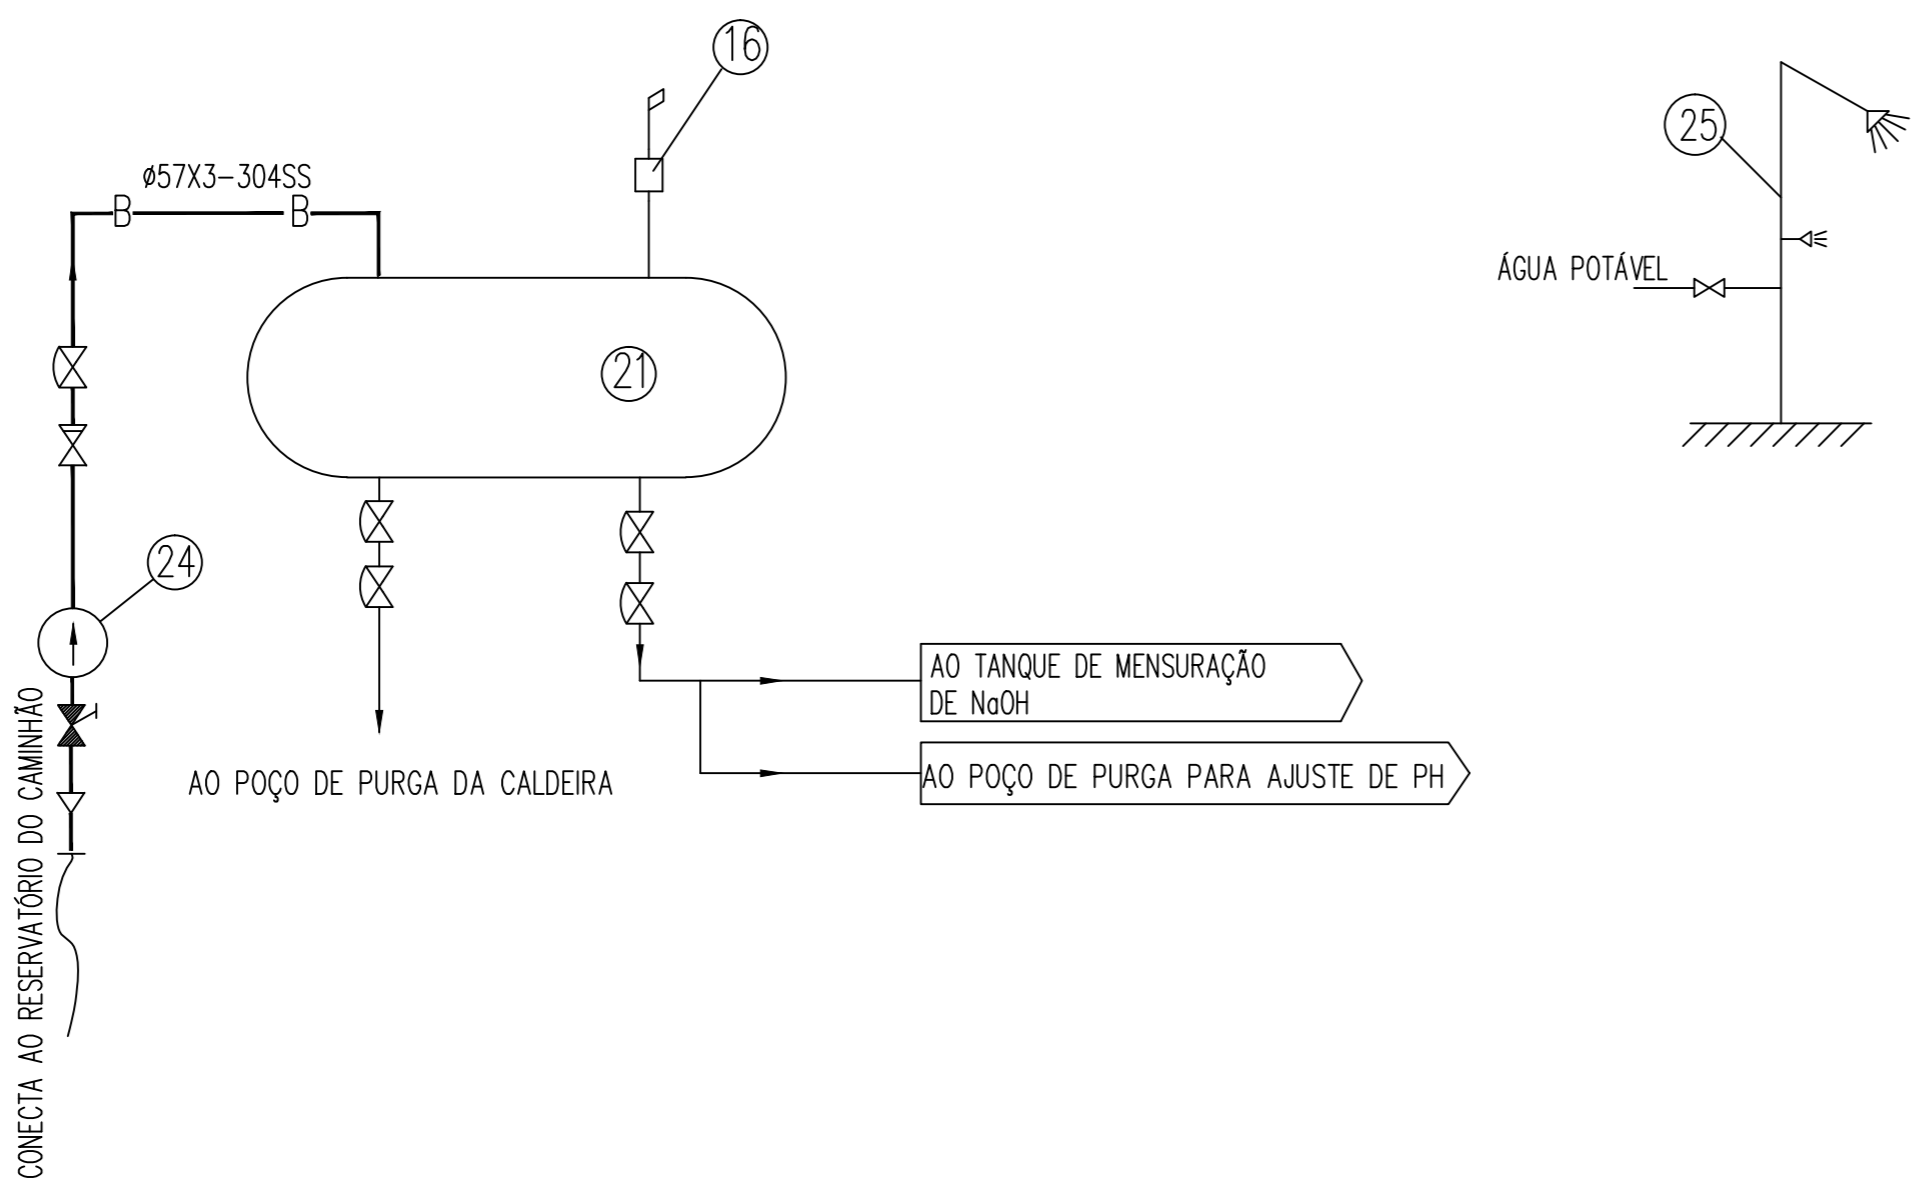 16
25
ø57X3-304SS
B B
ÁGUA POTÁVEL
21
24
AO TANQUE DE MENSURAÇÃO
DE NaOH
AO POÇO DE PURGA DA CALDEIRA
AO POÇO DE PURGA PARA AJUSTE DE PH
CONECTA AO RESERVATÓRIO DO CAMINHÃO